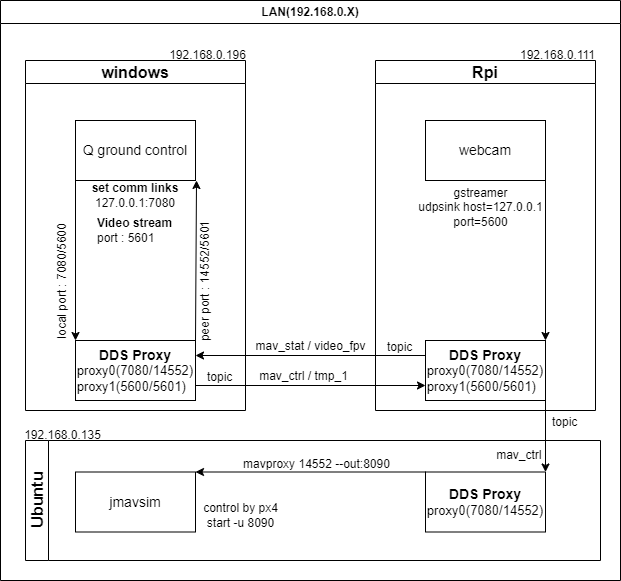 LAN(192.168.0.X)
192.168.0.196
192.168.0.111
windows
Rpi
Q ground control
webcam
set comm links
127.0.0.1:7080
Video stream
port : 5601
gstreamer
udpsink host=127.0.0.1
port=5600
local port : 7080/5600
peer port : 14552/5601
mav_stat / video_fpv
topic
DDS Proxy
proxy0(7080/14552)
proxy1(5600/5601)
topic
mav_ctrl / tmp_1
DDS Proxy
proxy0(7080/14552)
proxy1(5600/5601)
topic
192.168.0.135
mav_ctrl
Ubuntu
mavproxy 14552 --out:8090
jmavsim
control by px4
start -u 8090
DDS Proxy
proxy0(7080/14552)